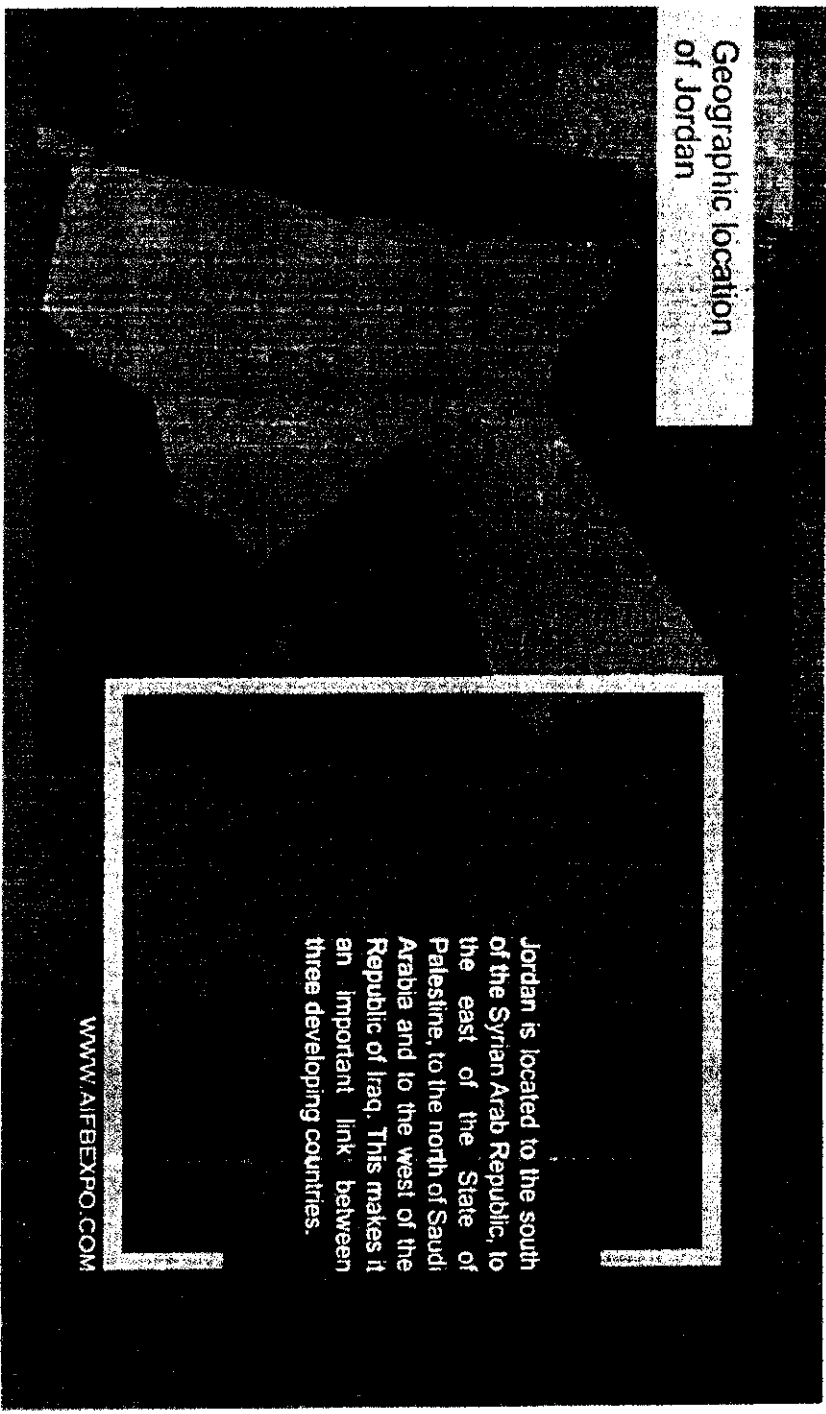 Geographic location
of Jordan
Jordan is located to the south
of the Syrian Arab Republic, to
the east of the State of
Palestine, to the north of Saudi
Arabia and to the west of the
Republic of Iraq. This makes it
an important link between
three developing countries.
WWW.AIFBEXPO.COM